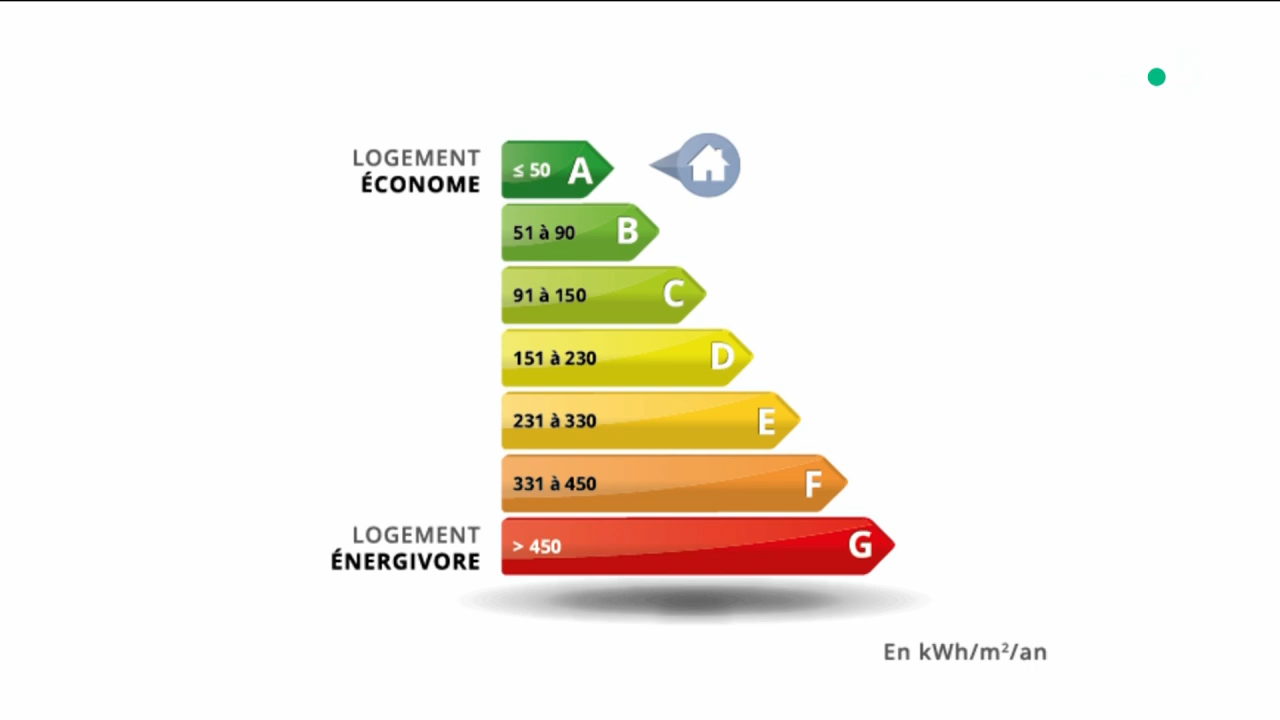 LOGEMENT
ÉCONOME
≤ 50 A
51 à 90 B
91 à 150 C
151 à 230 D
231 à 330 E
331 à 450 F
LOGEMENT
ÉNERGIVORE
> 450 G
En kWh/m²/an